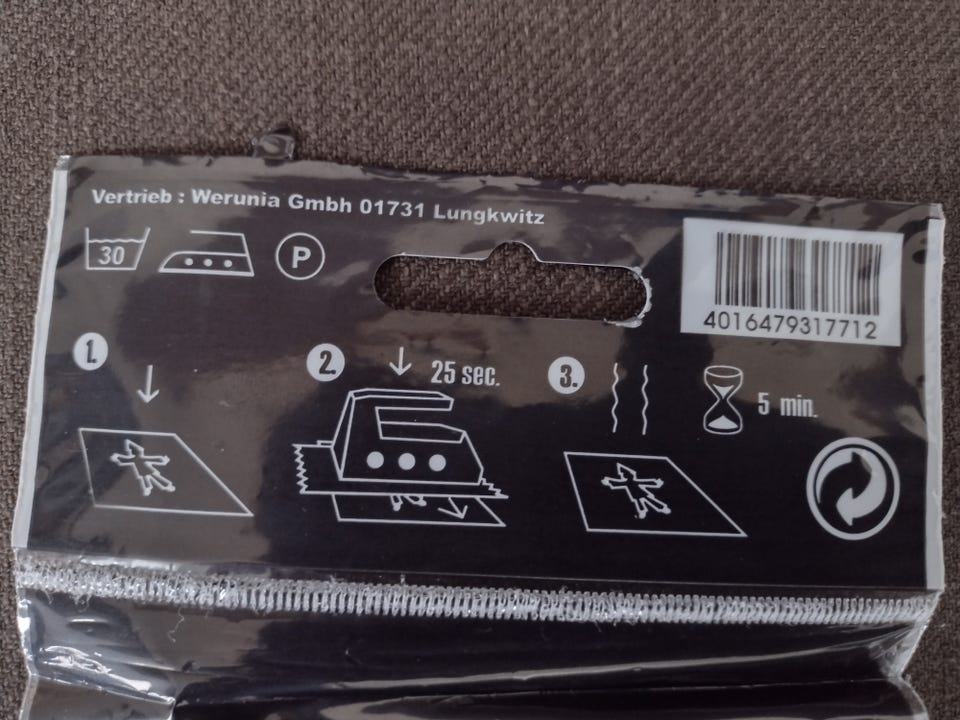 Vertrieb : Werunia Gmbh 01731 Lungkwitz
30
P
4016479317712
1.
2.
25 sec.
3.
5 min.